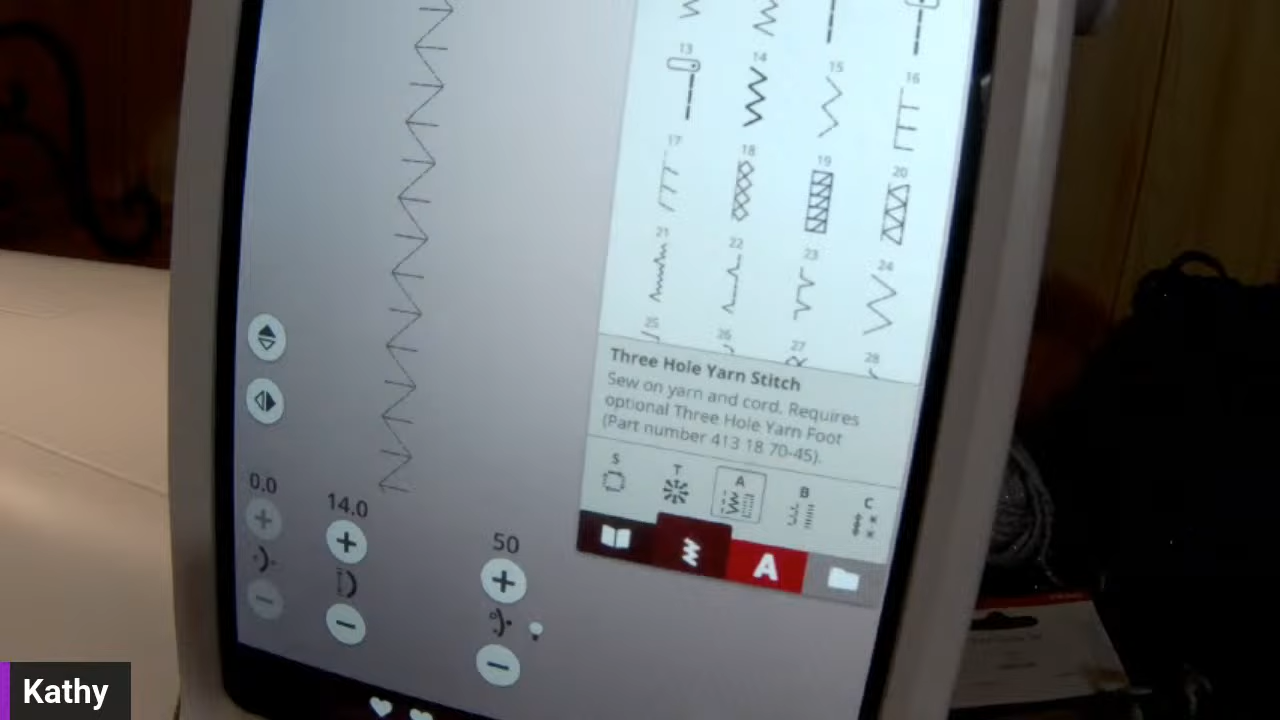 13
14
15
16
17
18
19
20
21
22
23
24
25
26
27
28
Three Hole Yarn Stitch
Sew on yarn and cord. Requires
optional Three Hole Yarn Foot
(Part number 413 18 70-45).
S
T
A
B
C
A
0.0
14.0
50
Kathy